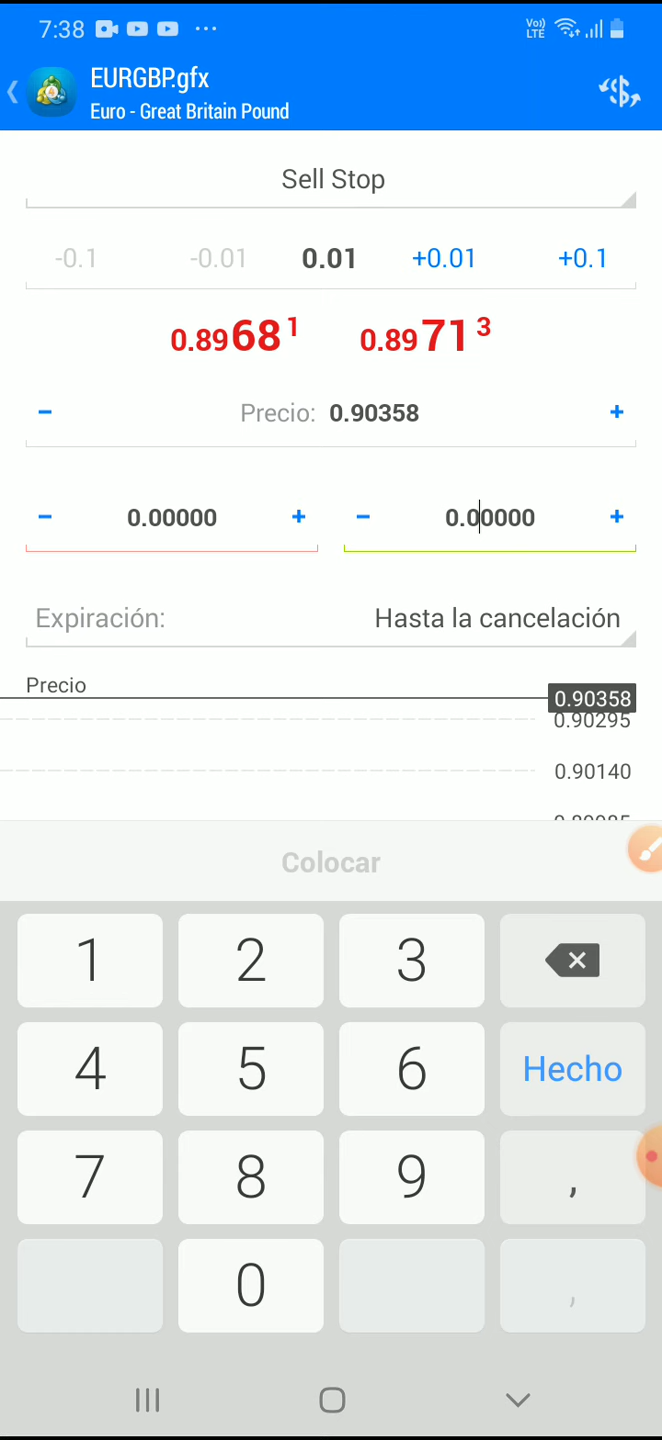 7:38 Vo)) LTE
EURGBP.gfx
Euro - Great Britain Pound
Sell Stop
-0.1 -0.01 0.01 +0.01 +0.1
0.89681 0.89713
- Precio: 0.90358 +
- 0.00000 + - 0.00000 +
Expiración: Hasta la cancelación
Precio
0.90358
0.90295
0.90140
Colocar
1 2 3
4 5 6 Hecho
7 8 9 ,
0 ,